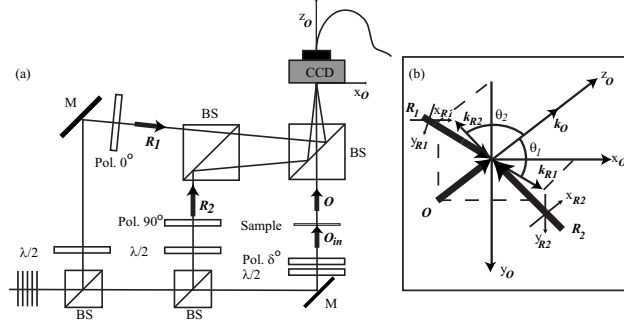 (a)
z_O
CCD
x_O
M
BS
Pol. 0°
R_1
BS
Pol. 90°
R_2
O
Sample
O_in
λ/2
λ/2
Pol. δ°
λ/2
BS
BS
M
(b)
z_O
R_1
x_R1
k_R2
θ_2
k_O
y_R1
θ_1
x_O
k_R1
O
x_R2
y_R2
R_2
y_O